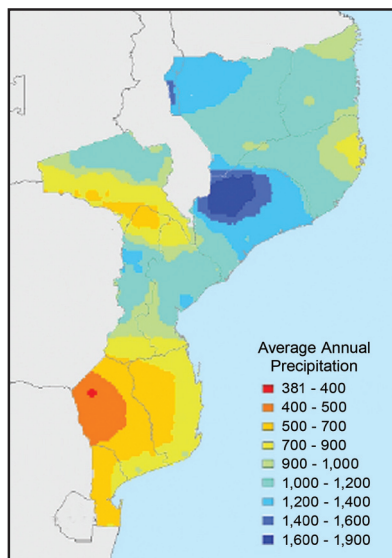 Average Annual
Precipitation
381 - 400
400 - 500
500 - 700
700 - 900
900 - 1,000
1,000 - 1,200
1,200 - 1,400
1,400 - 1,600
1,600 - 1,900